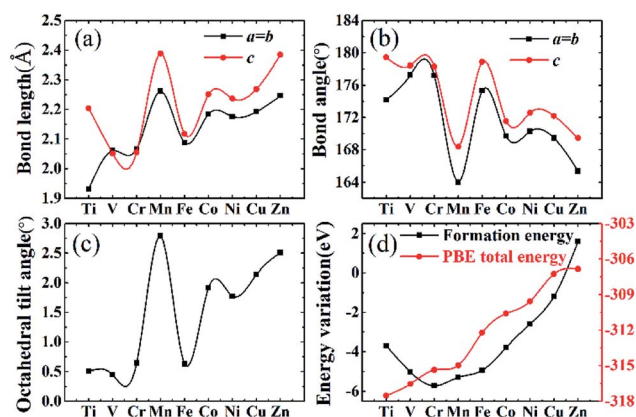 (a)
a=b
c
Bond length(Å)
2.5
2.4
2.3
2.2
2.1
2.0
1.9
Ti V Cr Mn Fe Co Ni Cu Zn
(b)
a=b
c
Bond angle(°)
184
180
176
172
168
164
Ti V Cr Mn Fe Co Ni Cu Zn
(c)
Octahedral tilt angle(°)
3.0
2.5
2.0
1.5
1.0
0.5
0.0
Ti V Cr Mn Fe Co Ni Cu Zn
(d)
Formation energy
PBE total energy
Energy variation(eV)
2
0
-2
-4
-6
-303
-306
-309
-312
-315
-318
Ti V Cr Mn Fe Co Ni Cu Zn